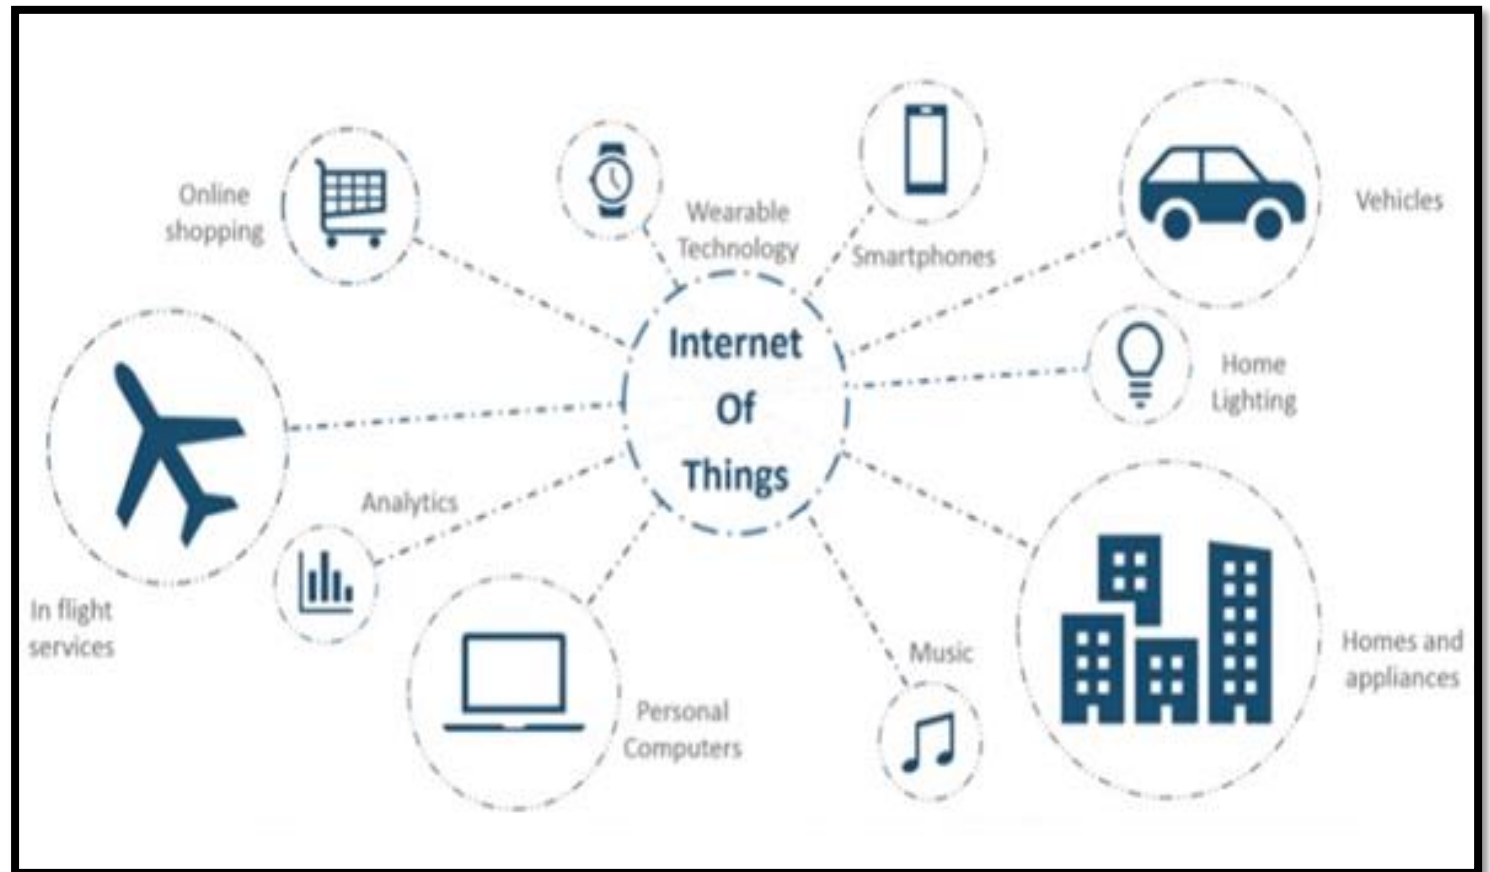 Online
shopping
Wearable
Technology
Smartphones
Vehicles
Internet
Of
Things
Home
Lighting
Analytics
In flight
services
Personal
Computers
Music
Homes and
appliances